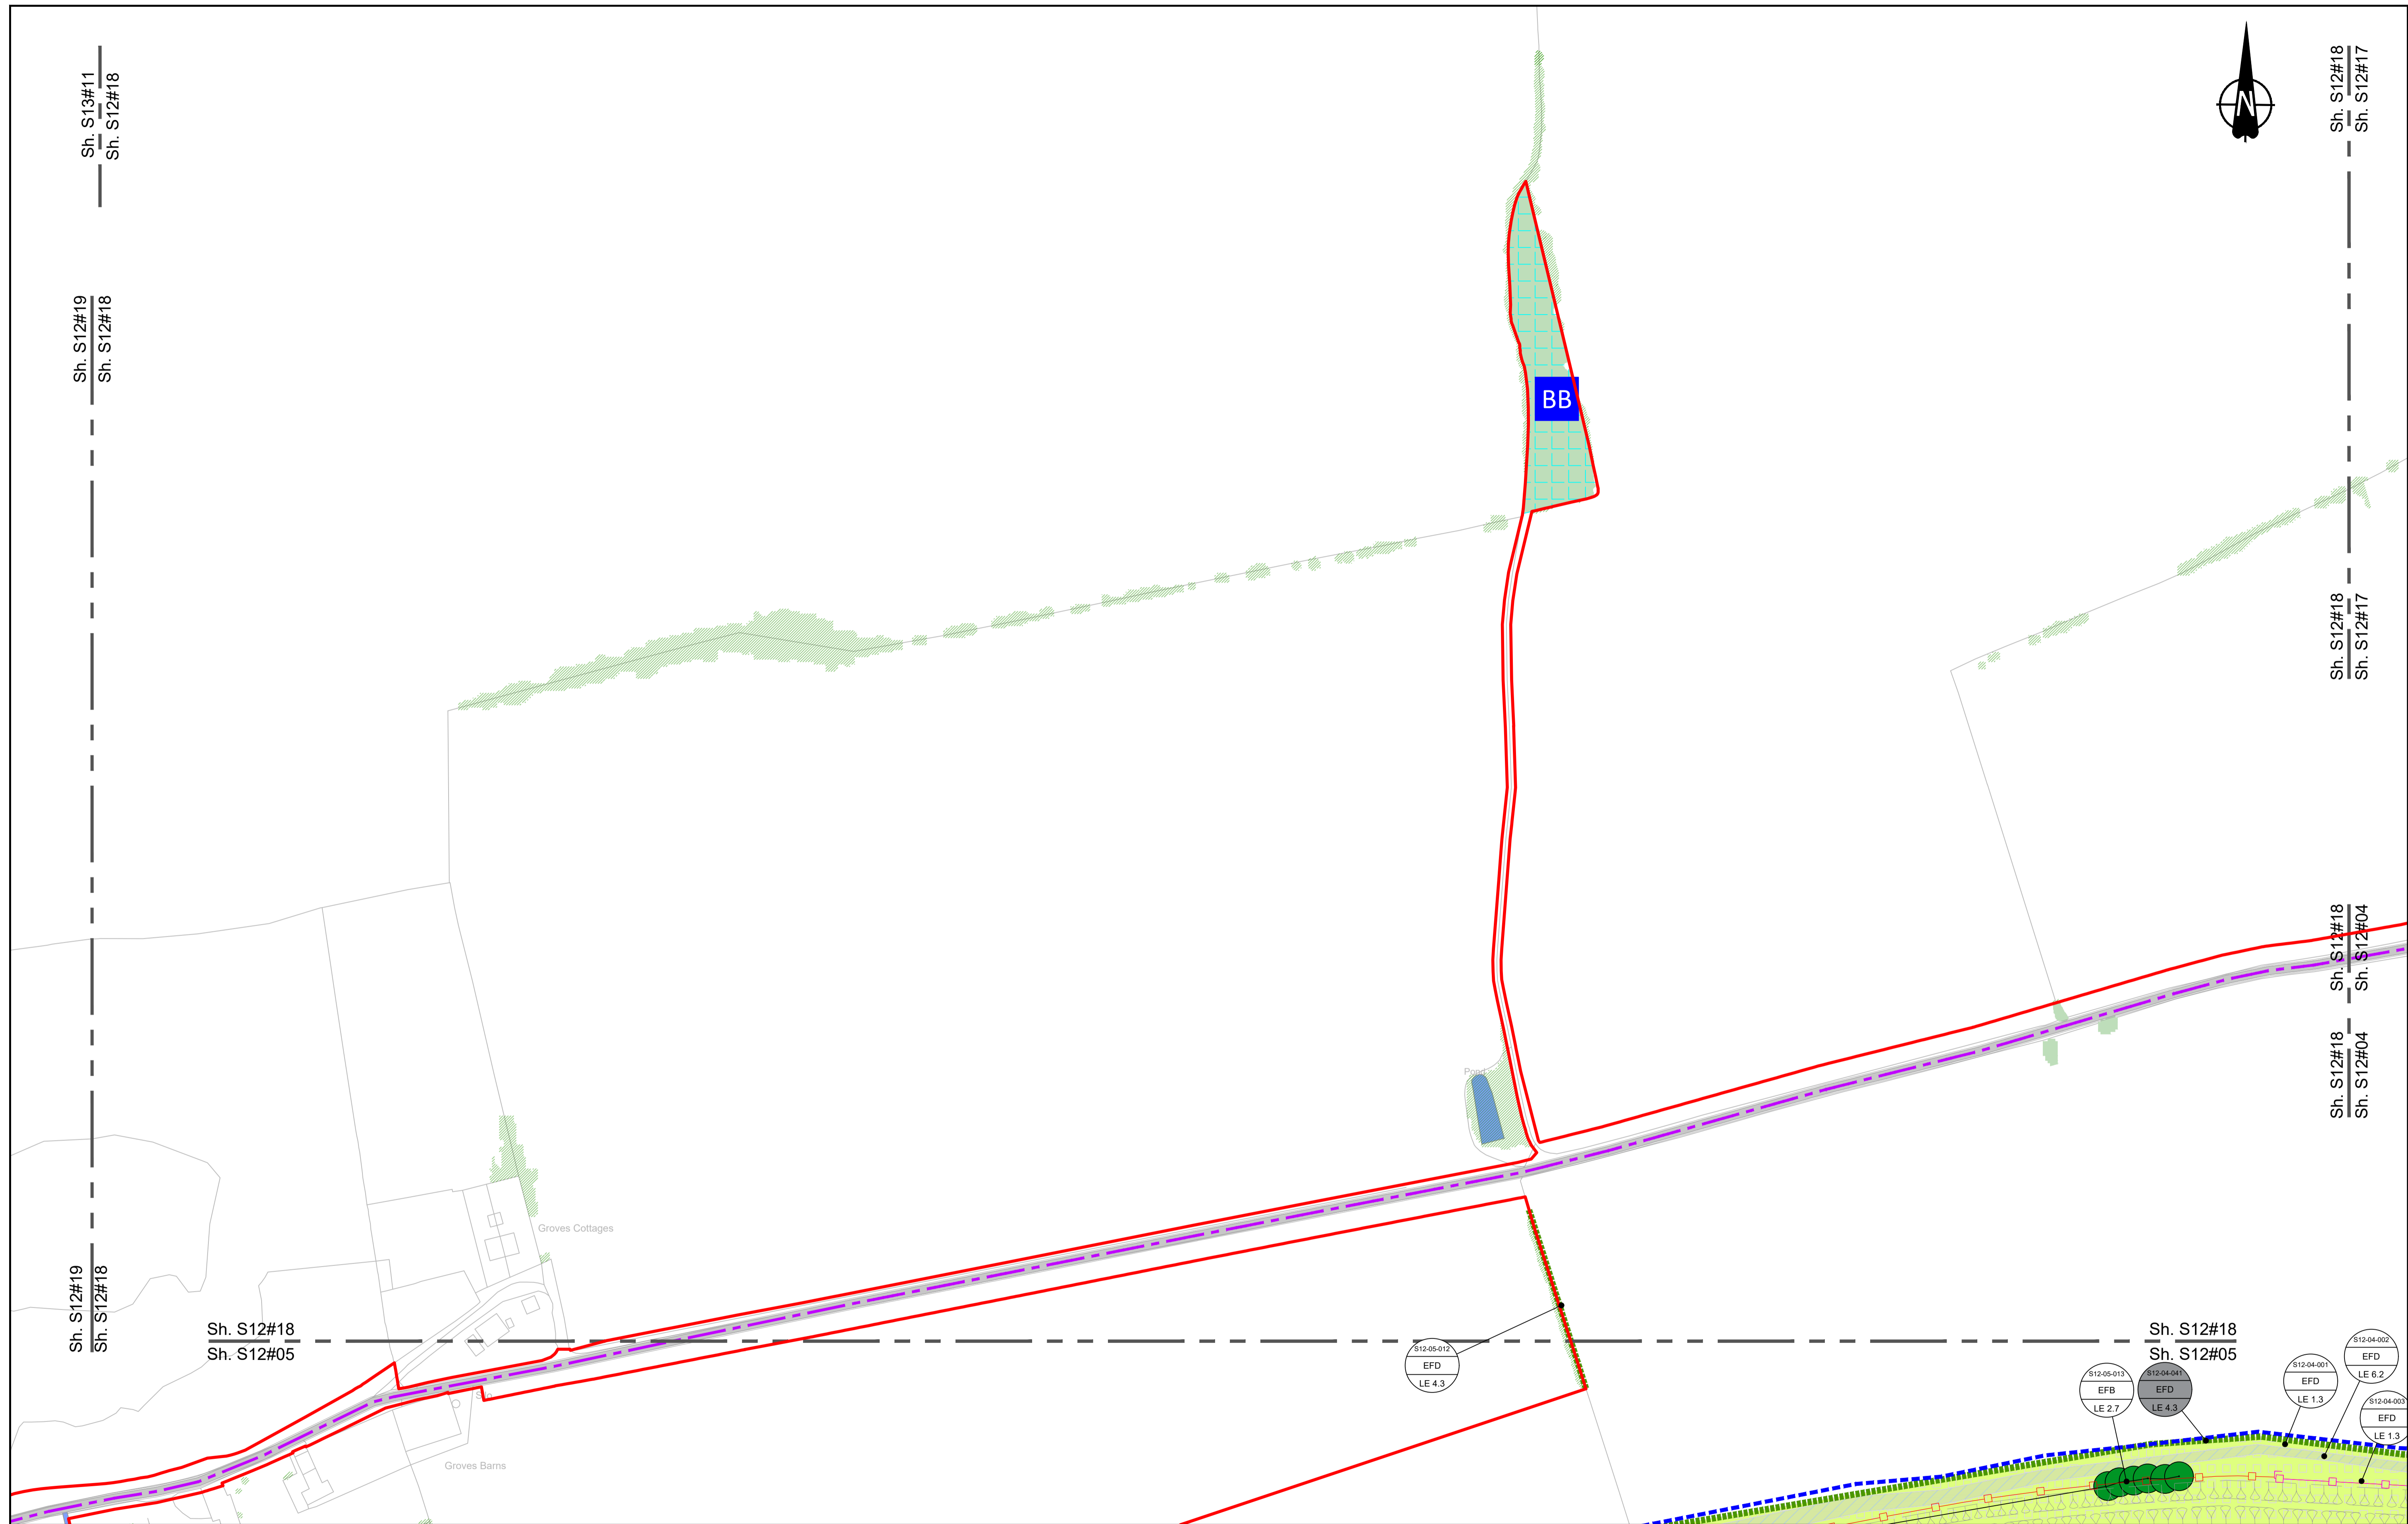 Sh. S13#11
Sh. S12#18
Sh. S12#18
Sh. S12#17
N
Sh. S12#19
Sh. S12#18
BB
Sh. S12#18
Sh. S12#17
Sh. S12#18
Sh. S12#04
Sh. S12#18
Sh. S12#04
Pond
Groves Cottages
Sh. S12#19
Sh. S12#18
Sh. S12#18
Sh. S12#05
Sh. S12#18
Sh. S12#05
S12-05-012
EFD
LE 4.3
S12-05-013
EFB
LE 2.7
S12-04-041
EFD
LE 4.3
S12-04-001
EFD
LE 1.3
S12-04-002
EFD
LE 6.2
S12-04-003
EFD
LE 1.3
Groves Barns